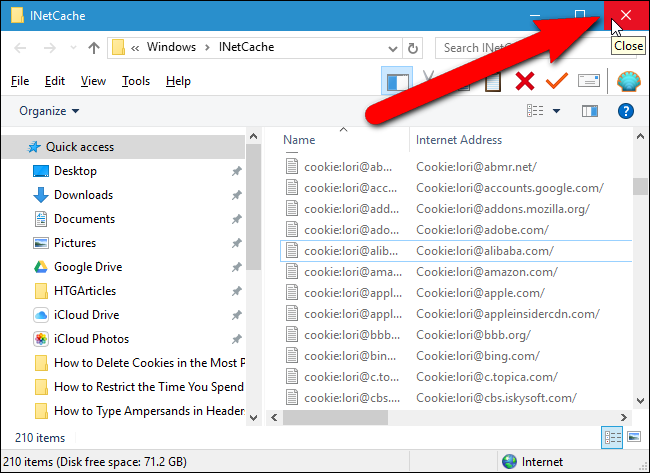 INetCache
Close
« Windows › INetCache
Search INetC
File Edit View Tools Help
Organize
Quick access
Desktop
Downloads
Documents
Pictures
Google Drive
HTGArticles
iCloud Drive
iCloud Photos
How to Delete Cookies in the Most P
How to Restrict the Time You Spend
How to Type Ampersands in Header
Name Internet Address
cookie:lori@ab... Cookie:lori@abmr.net/
cookie:lori@acc... Cookie:lori@accounts.google.com/
cookie:lori@add... Cookie:lori@addons.mozilla.org/
cookie:lori@ado... Cookie:lori@adobe.com/
cookie:lori@alib... Cookie:lori@alibaba.com/
cookie:lori@ama... Cookie:lori@amazon.com/
cookie:lori@appl... Cookie:lori@apple.com/
cookie:lori@appl... Cookie:lori@appleinsidercdn.com/
cookie:lori@bbb... Cookie:lori@bbb.org/
cookie:lori@bin... Cookie:lori@bing.com/
cookie:lori@c.to... Cookie:lori@c.topica.com/
cookie:lori@cbs.... Cookie:lori@cbs.iskysoft.com/
210 items
210 items (Disk free space: 71.2 GB) Internet